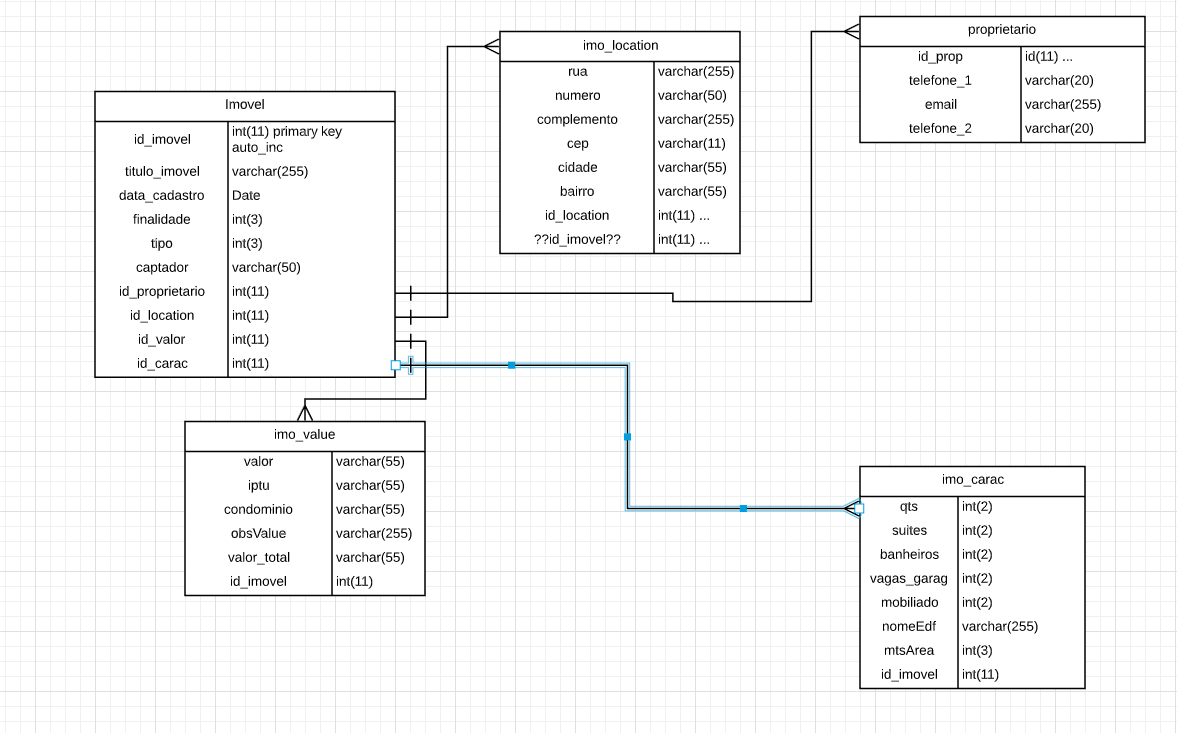 Imovel
id_imovel int(11) primary key
auto_inc
titulo_imovel varchar(255)
data_cadastro Date
finalidade int(3)
tipo int(3)
captador varchar(50)
id_proprietario int(11)
id_location int(11)
id_valor int(11)
id_carac int(11)
imo_location
rua varchar(255)
numero varchar(50)
complemento varchar(255)
cep varchar(11)
cidade varchar(55)
bairro varchar(55)
id_location int(11) ...
??id_imovel?? int(11) ...
proprietario
id_prop id(11) ...
telefone_1 varchar(20)
email varchar(255)
telefone_2 varchar(20)
imo_value
valor varchar(55)
iptu varchar(55)
condominio varchar(55)
obsValue varchar(255)
valor_total varchar(55)
id_imovel int(11)
imo_carac
qts int(2)
suites int(2)
banheiros int(2)
vagas_garag int(2)
mobiliado int(2)
nomeEdf varchar(255)
mtsArea int(3)
id_imovel int(11)